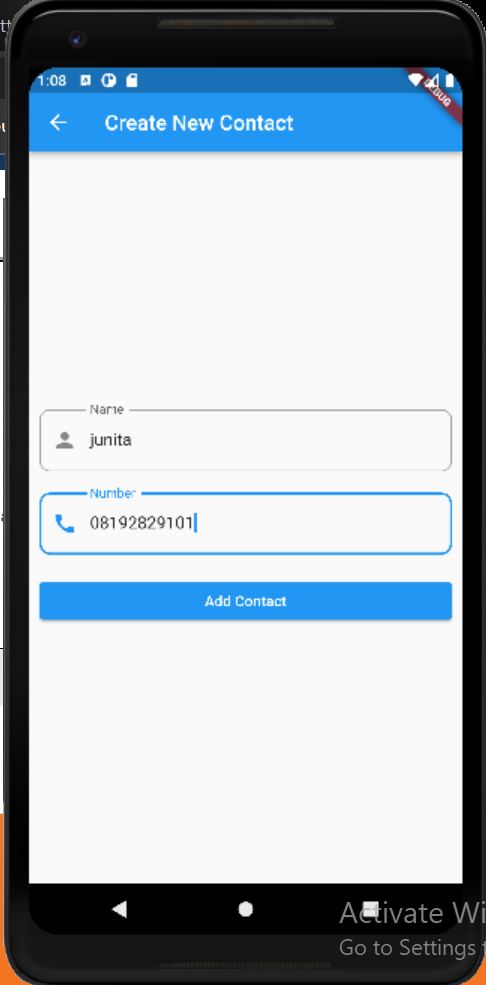 1:08
DEBUG
Create New Contact
Name
junita
Number
08192829101
Add Contact
Activate Wi
Go to Settings t